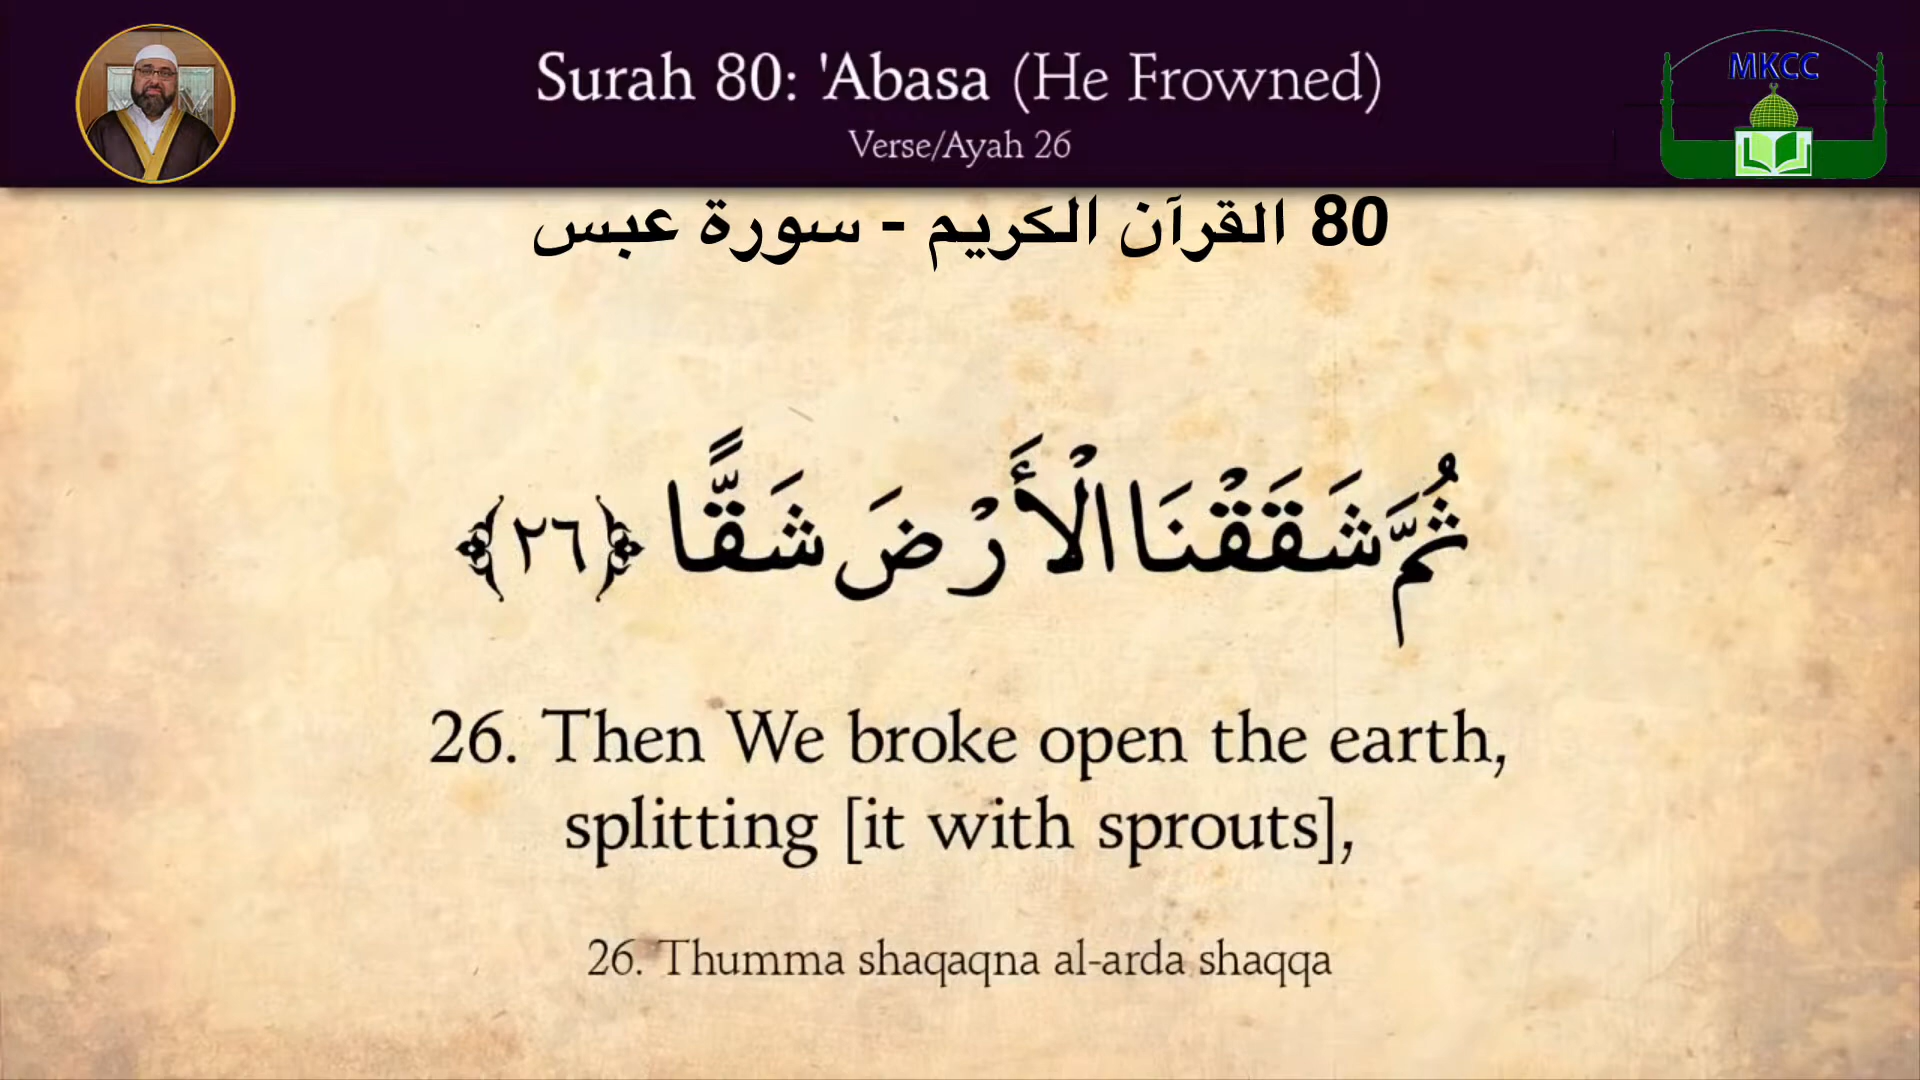 Surah 80: 'Abasa (He Frowned)
Verse/Ayah 26
MKCC
80 القرآن الكريم - سورة عبس
ثُمَّ شَقَقْنَا الْأَرْضَ شَقًّا ﴿٢٦﴾
26. Then We broke open the earth,
splitting [it with sprouts],
26. Thumma shaqaqna al-arda shaqqa